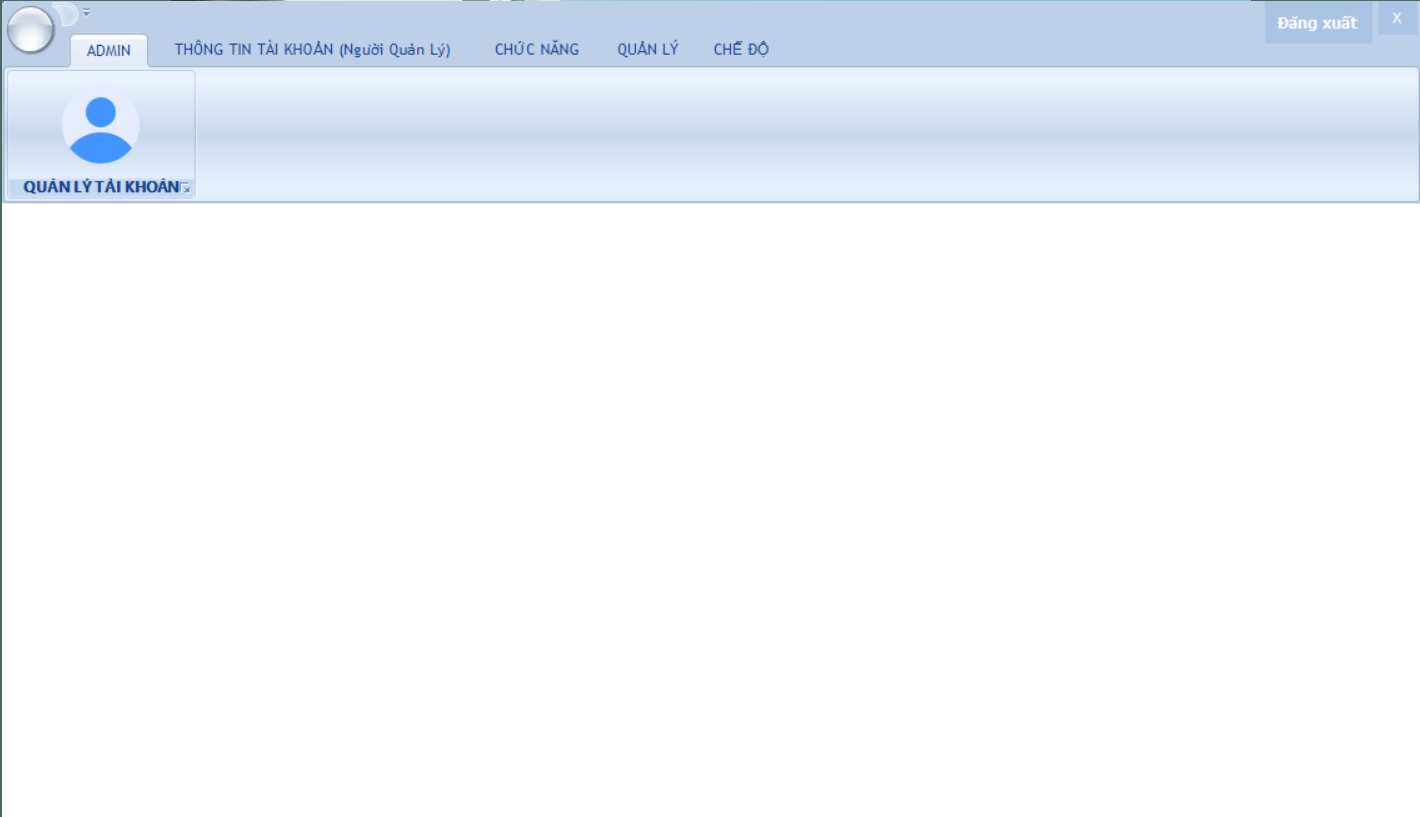 Đăng xuất X
ADMIN THÔNG TIN TÀI KHOẢN (Người Quản Lý) CHỨC NĂNG QUẢN LÝ CHẾ ĐỘ
QUẢN LÝ TÀI KHOẢN